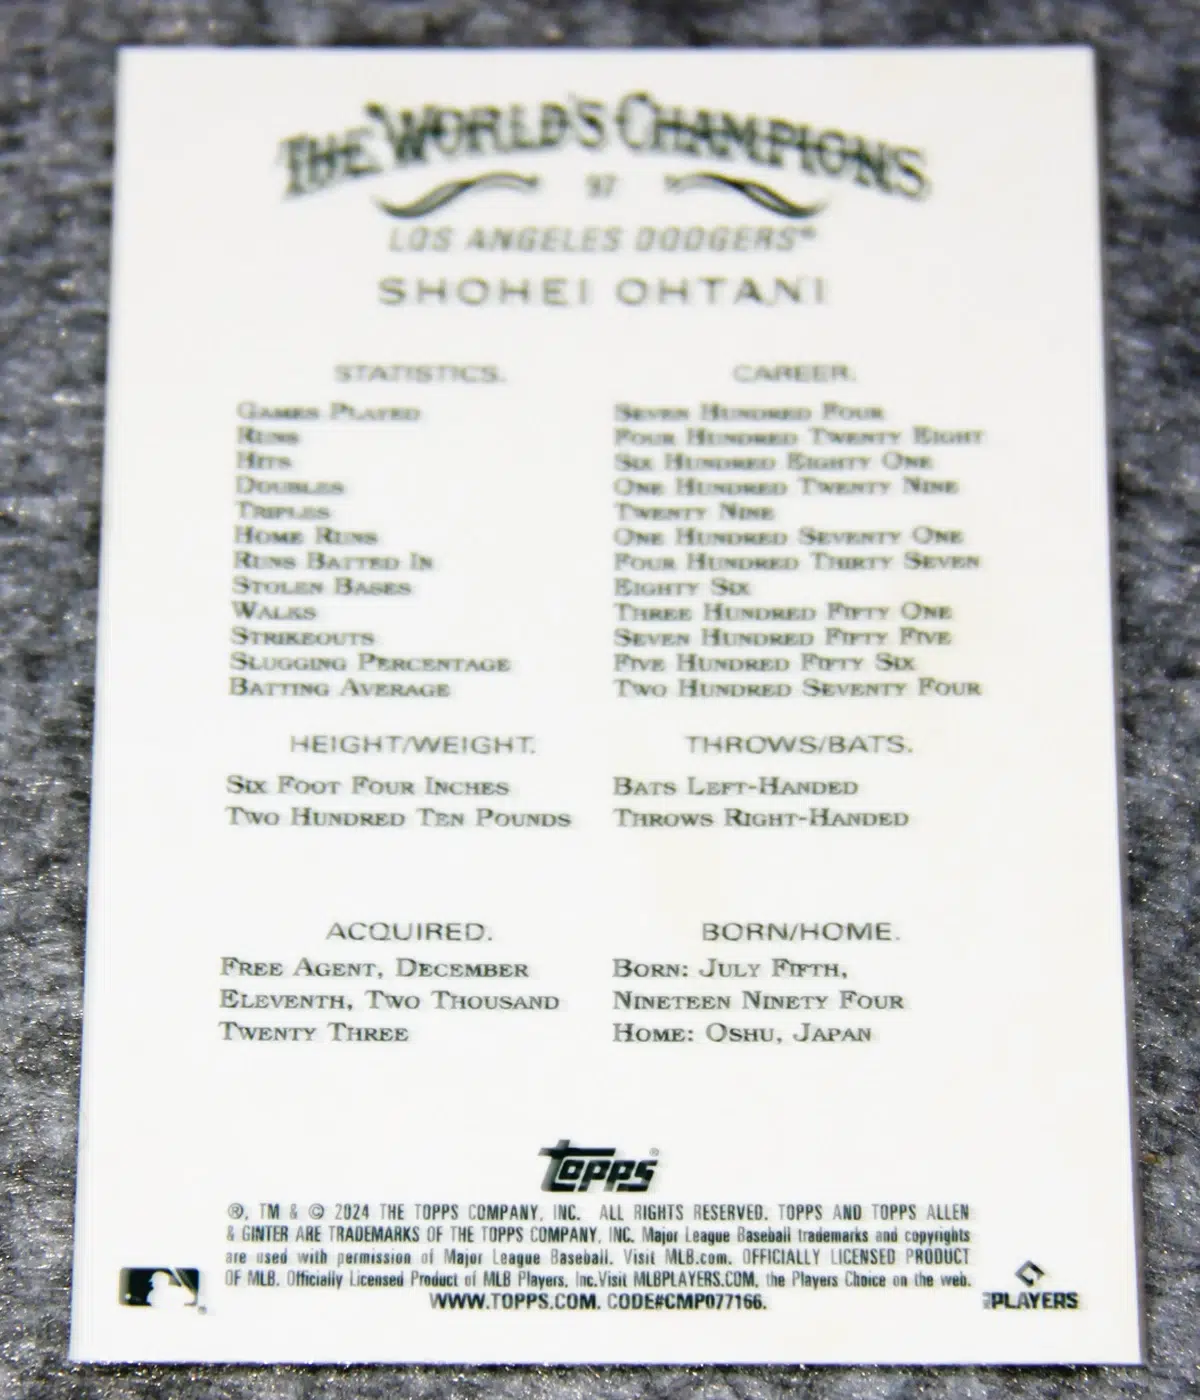 THE WORLD'S CHAMPIONS
97
LOS ANGELES DODGERS®
SHOHEI OHTANI
STATISTICS. CAREER.
GAMES PLAYED SEVEN HUNDRED FOUR
RUNS FOUR HUNDRED TWENTY EIGHT
HITS SIX HUNDRED EIGHTY ONE
DOUBLES ONE HUNDRED TWENTY NINE
TRIPLES TWENTY NINE
HOME RUNS ONE HUNDRED SEVENTY ONE
RUNS BATTED IN FOUR HUNDRED THIRTY SEVEN
STOLEN BASES EIGHTY SIX
WALKS THREE HUNDRED FIFTY ONE
STRIKEOUTS SEVEN HUNDRED FIFTY FIVE
SLUGGING PERCENTAGE FIVE HUNDRED FIFTY SIX
BATTING AVERAGE TWO HUNDRED SEVENTY FOUR
HEIGHT/WEIGHT. THROWS/BATS.
SIX FOOT FOUR INCHES BATS LEFT-HANDED
TWO HUNDRED TEN POUNDS THROWS RIGHT-HANDED
ACQUIRED. BORN/HOME.
FREE AGENT, DECEMBER BORN: JULY FIFTH,
ELEVENTH, TWO THOUSAND NINETEEN NINETY FOUR
TWENTY THREE HOME: OSHU, JAPAN
Topps®
®, TM & © 2024 THE TOPPS COMPANY, INC. ALL RIGHTS RESERVED. TOPPS AND TOPPS ALLEN
& GINTER ARE TRADEMARKS OF THE TOPPS COMPANY, INC. Major League Baseball trademarks and copyrights
are used with permission of Major League Baseball. Visit MLB.com. OFFICIALLY LICENSED PRODUCT
OF MLB. Officially Licensed Product of MLB Players, Inc.Visit MLBPLAYERS.COM, the Players Choice on the web.
WWW.TOPPS.COM. CODE#CMP077166.
MLBPLAYERS